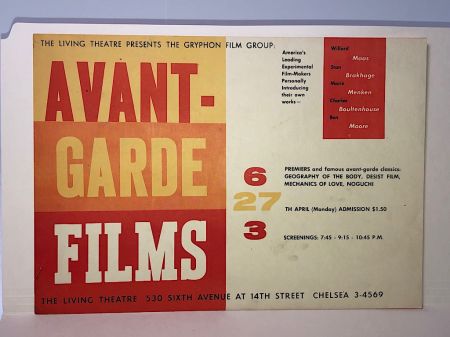 THE LIVING THEATRE PRESENTS THE GRYPHON FILM GROUP:
AVANT-
GARDE
FILMS
America's
Leading
Experimental
Film-Makers
Personally
Introducing
their own
works—
Willard
Maas
Stan
Brakhage
Marie
Menken
Charles
Boultenhouse
Ben
Moore
PREMIERS and famous avant-garde classics:
GEOGRAPHY OF THE BODY, DESIST FILM,
MECHANICS OF LOVE, NOGUCHI
6
27
3
TH APRIL (Monday) ADMISSION $1.50
SCREENINGS: 7:45 - 9:15 - 10:45 P.M.
THE LIVING THEATRE 530 SIXTH AVENUE AT 14TH STREET CHELSEA 3-4569